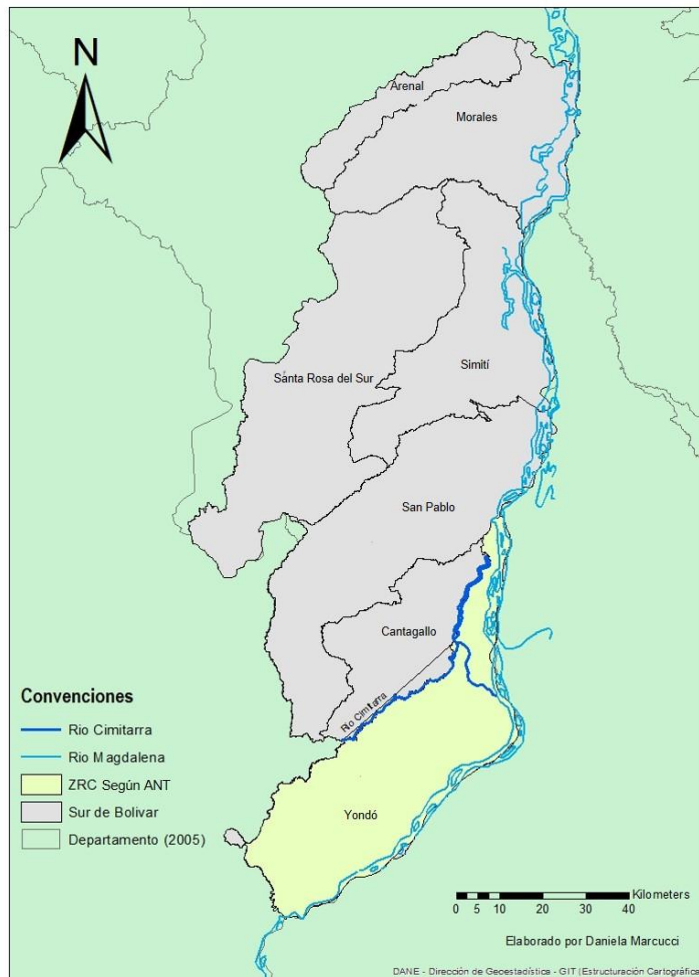 N
Arenal
Morales
Santa Rosa del Sur
Simití
San Pablo
Cantagallo
Rio Cimitarra
Yondó
Convenciones
Rio Cimitarra
Rio Magdalena
ZRC Según ANT
Sur de Bolivar
Departamento (2005)
Kilometers
0 5 10 20 30 40
Elaborado por Daniela Marcucci
DANE - Dirección de Geoestadística - GIT (Estructuración Cartográfica